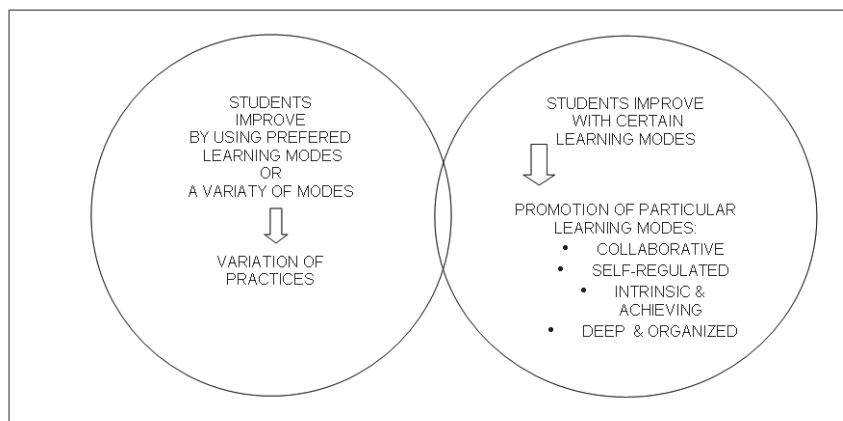 STUDENTS
IMPROVE
BY USING PREFERED
LEARNING MODES
OR
A VARIATY OF MODES
VARIATION OF
PRACTICES
STUDENTS IMPROVE
WITH CERTAIN
LEARNING MODES
PROMOTION OF PARTICULAR
LEARNING MODES:
• COLLABORATIVE
• SELF-REGULATED
• INTRINSIC &
ACHIEVING
• DEEP & ORGANIZED